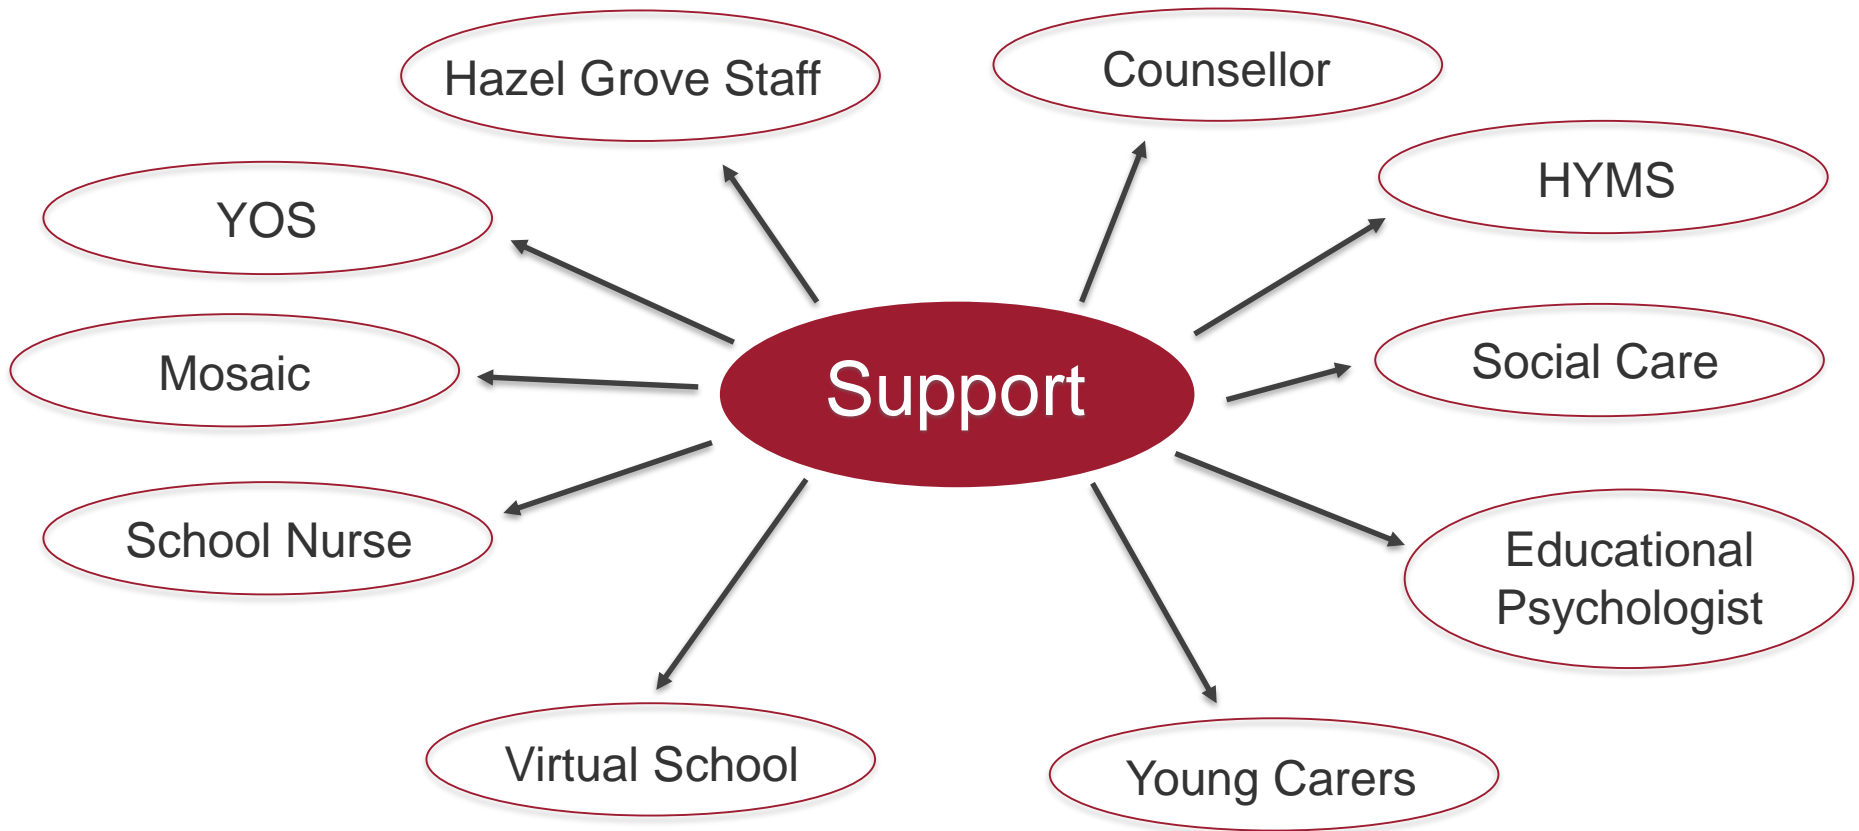 Hazel Grove Staff
Counsellor
YOS
HYMS
Mosaic
Support
Social Care
School Nurse
Educational
Psychologist
Virtual School
Young Carers